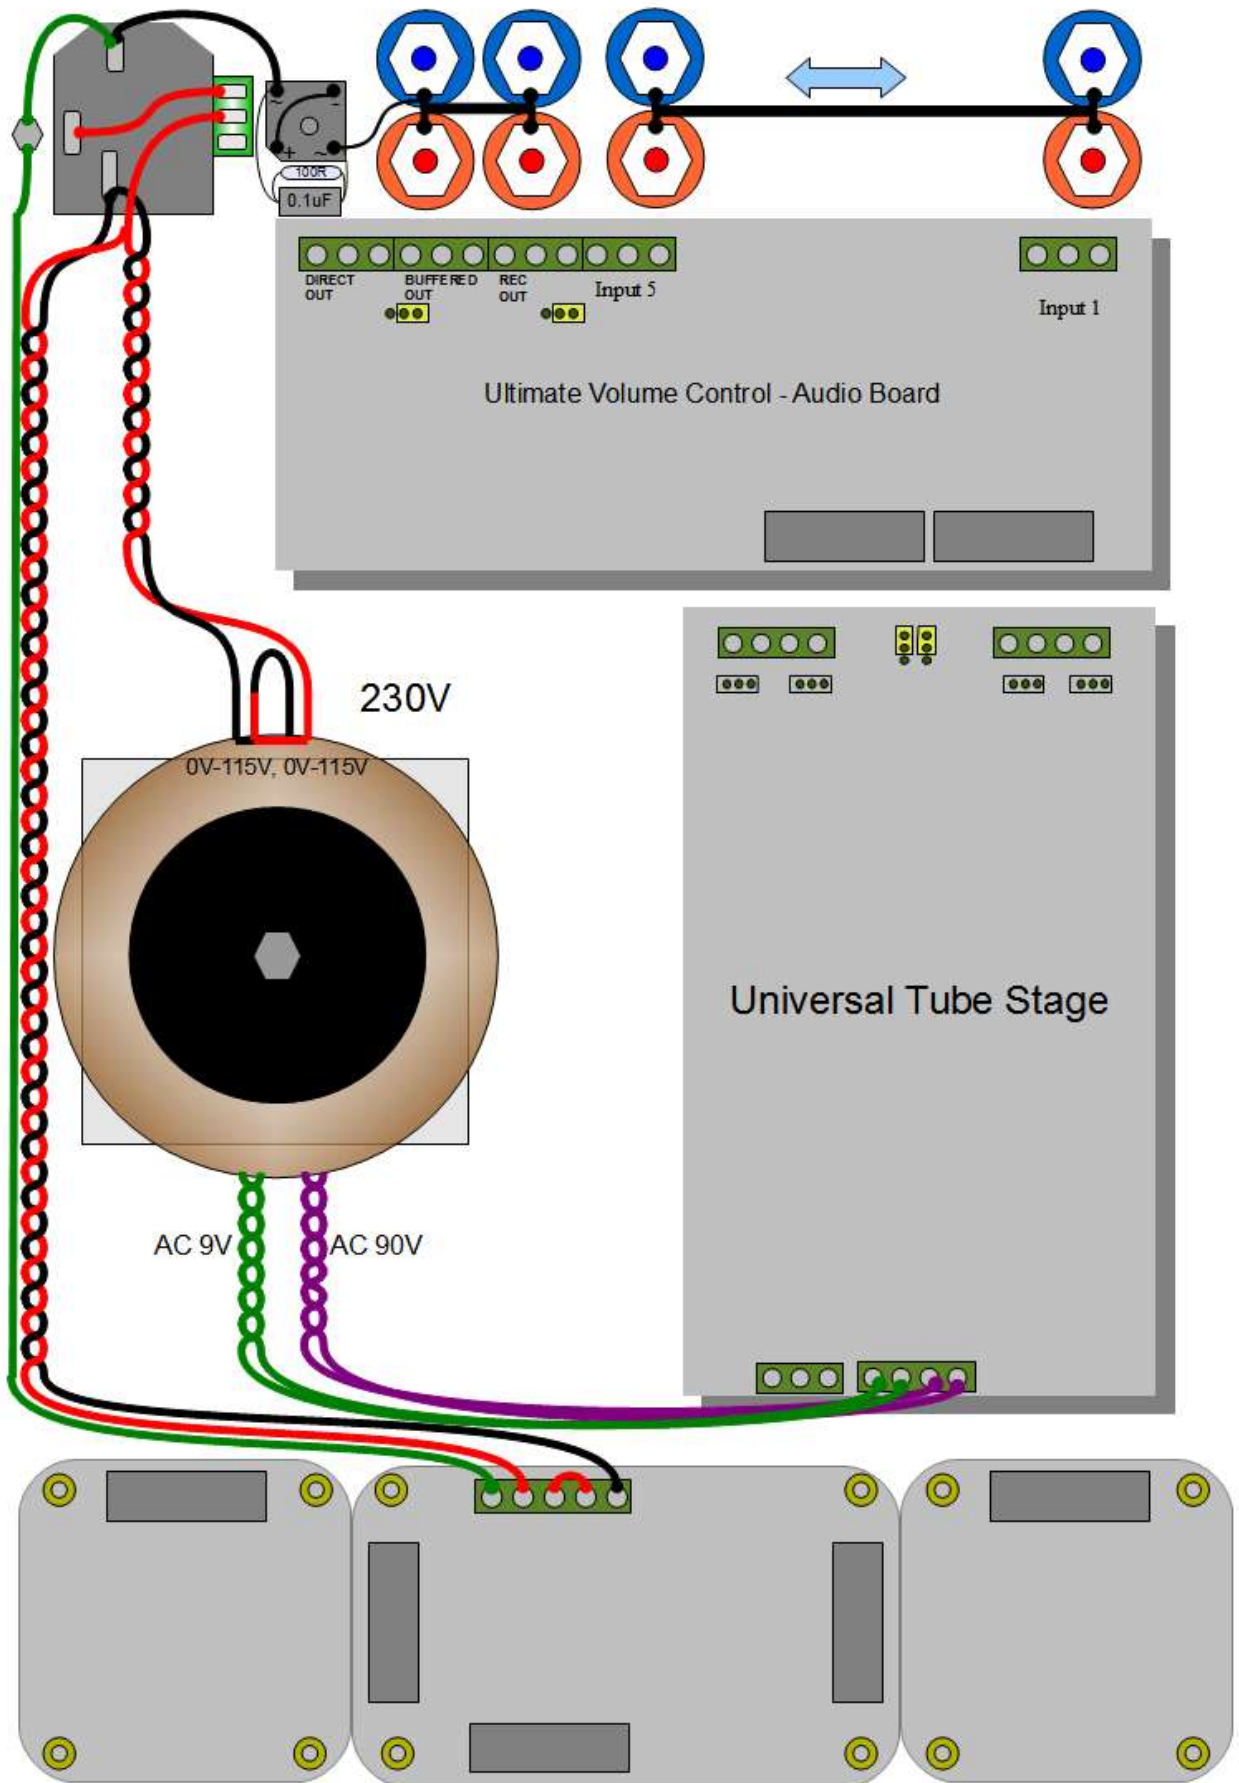 ~
-
+
~
100R
0.1uF
DIRECT
OUT
BUFFERED
OUT
REC
OUT
Input 5
Input 1
Ultimate Volume Control - Audio Board
230V
0V-115V, 0V-115V
Universal Tube Stage
AC 9V
AC 90V